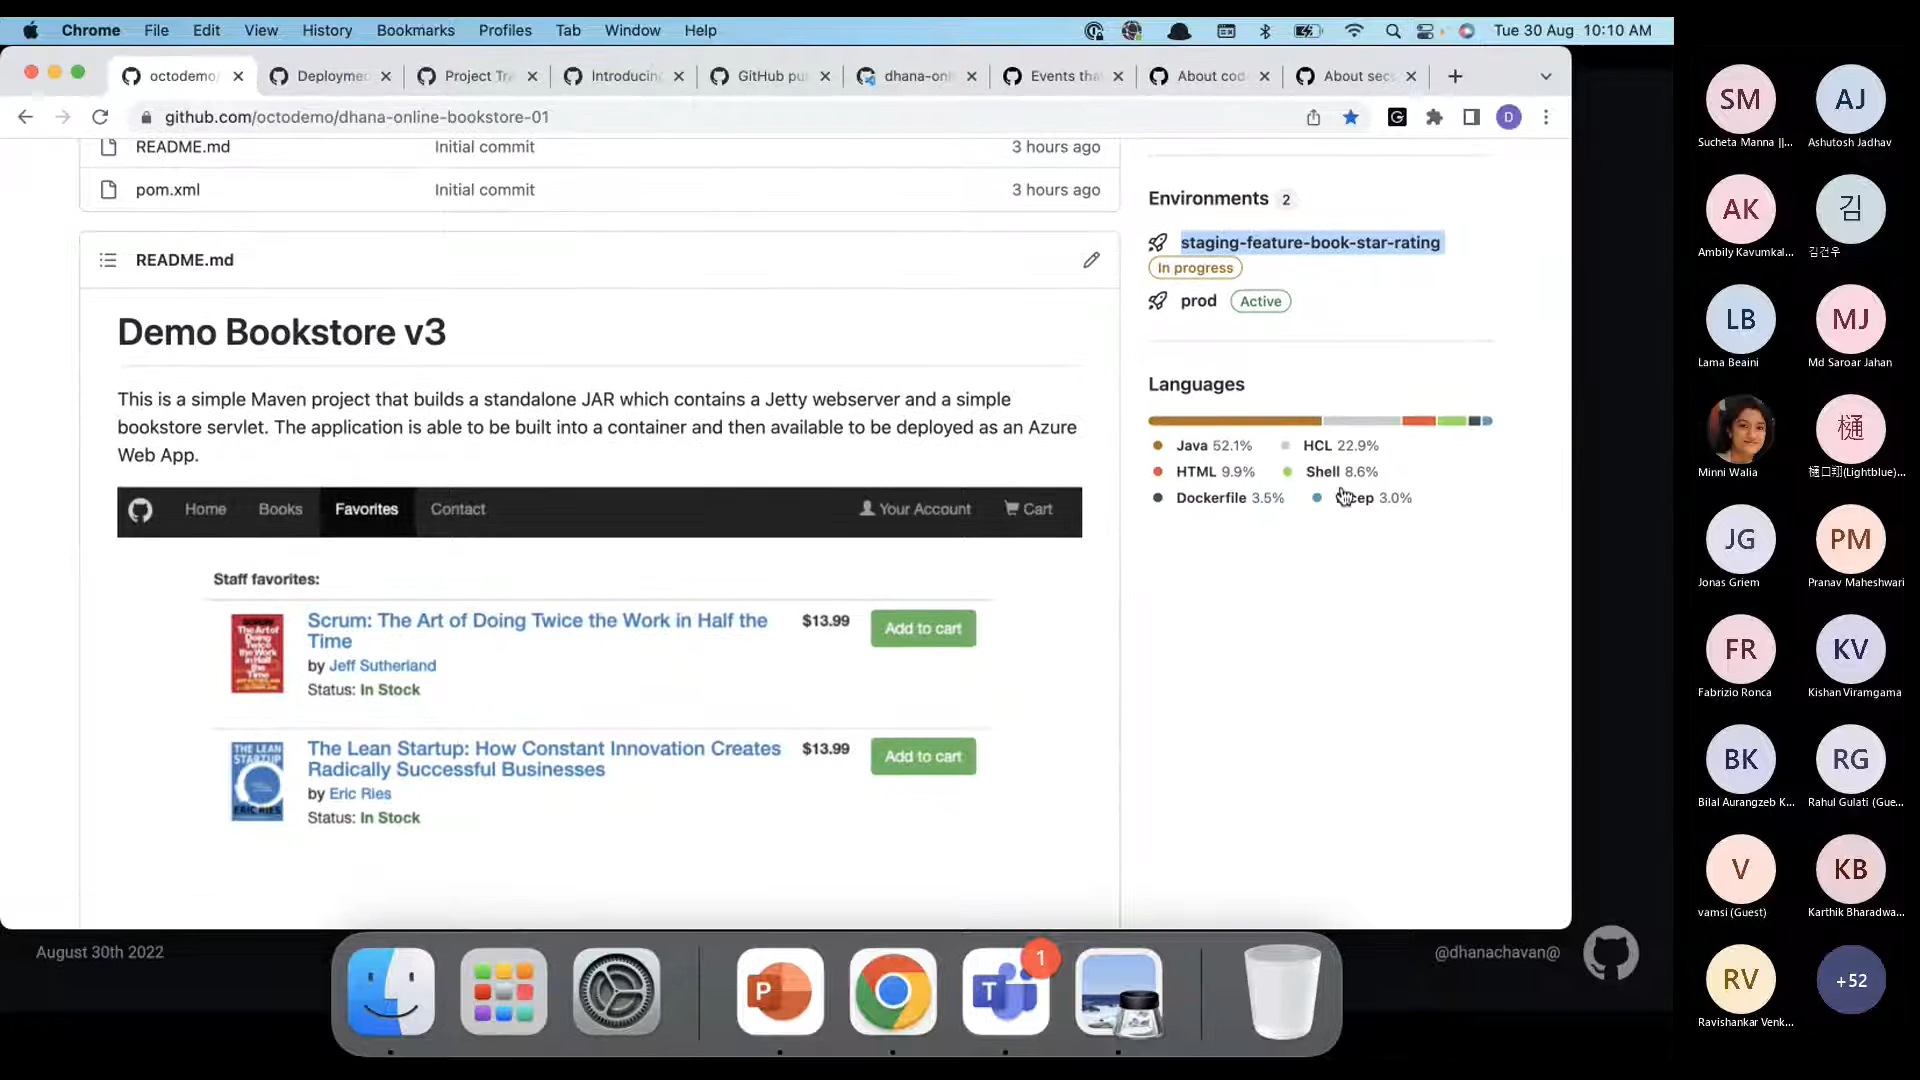 Chrome File Edit View History Bookmarks Profiles Tab Window Help Tue 30 Aug 10:10 AM
octodemo Deploymen Project Tr Introducin GitHub pu dhana-onl Events tha About cod About sec
github.com/octodemo/dhana-online-bookstore-01 D
README.md Initial commit 3 hours ago
pom.xml Initial commit 3 hours ago
README.md
Demo Bookstore v3
This is a simple Maven project that builds a standalone JAR which contains a Jetty webserver and a simple
bookstore servlet. The application is able to be built into a container and then available to be deployed as an Azure
Web App.
Home Books Favorites Contact Your Account Cart
Staff favorites:
Scrum: The Art of Doing Twice the Work in Half the
Time
$13.99 Add to cart
by Jeff Sutherland
Status: In Stock
The Lean Startup: How Constant Innovation Creates
Radically Successful Businesses
$13.99 Add to cart
by Eric Ries
Status: In Stock
Environments 2
staging-feature-book-star-rating
In progress
prod Active
Languages
Java 52.1% HCL 22.9%
HTML 9.9% Shell 8.6%
Dockerfile 3.5% 3.0%
August 30th 2022
@dhanachavan@
P
T
1
SM AJ
Sucheta Manna ||... Ashutosh Jadhav
AK 김
Ambily Kavumkal... 김건우
LB MJ
Lama Beaini Md Saroar Jahan
樋
Minni Walia 樋口翔(Lightblue)...
JG PM
Jonas Griem Pranav Maheshwari
FR KV
Fabrizio Ronca Kishan Viramgama
BK RG
Bilal Aurangzeb K... Rahul Gulati (Gue...
V KB
vamsi (Guest) Karthik Bharadwa...
RV +52
Ravishankar Venk...